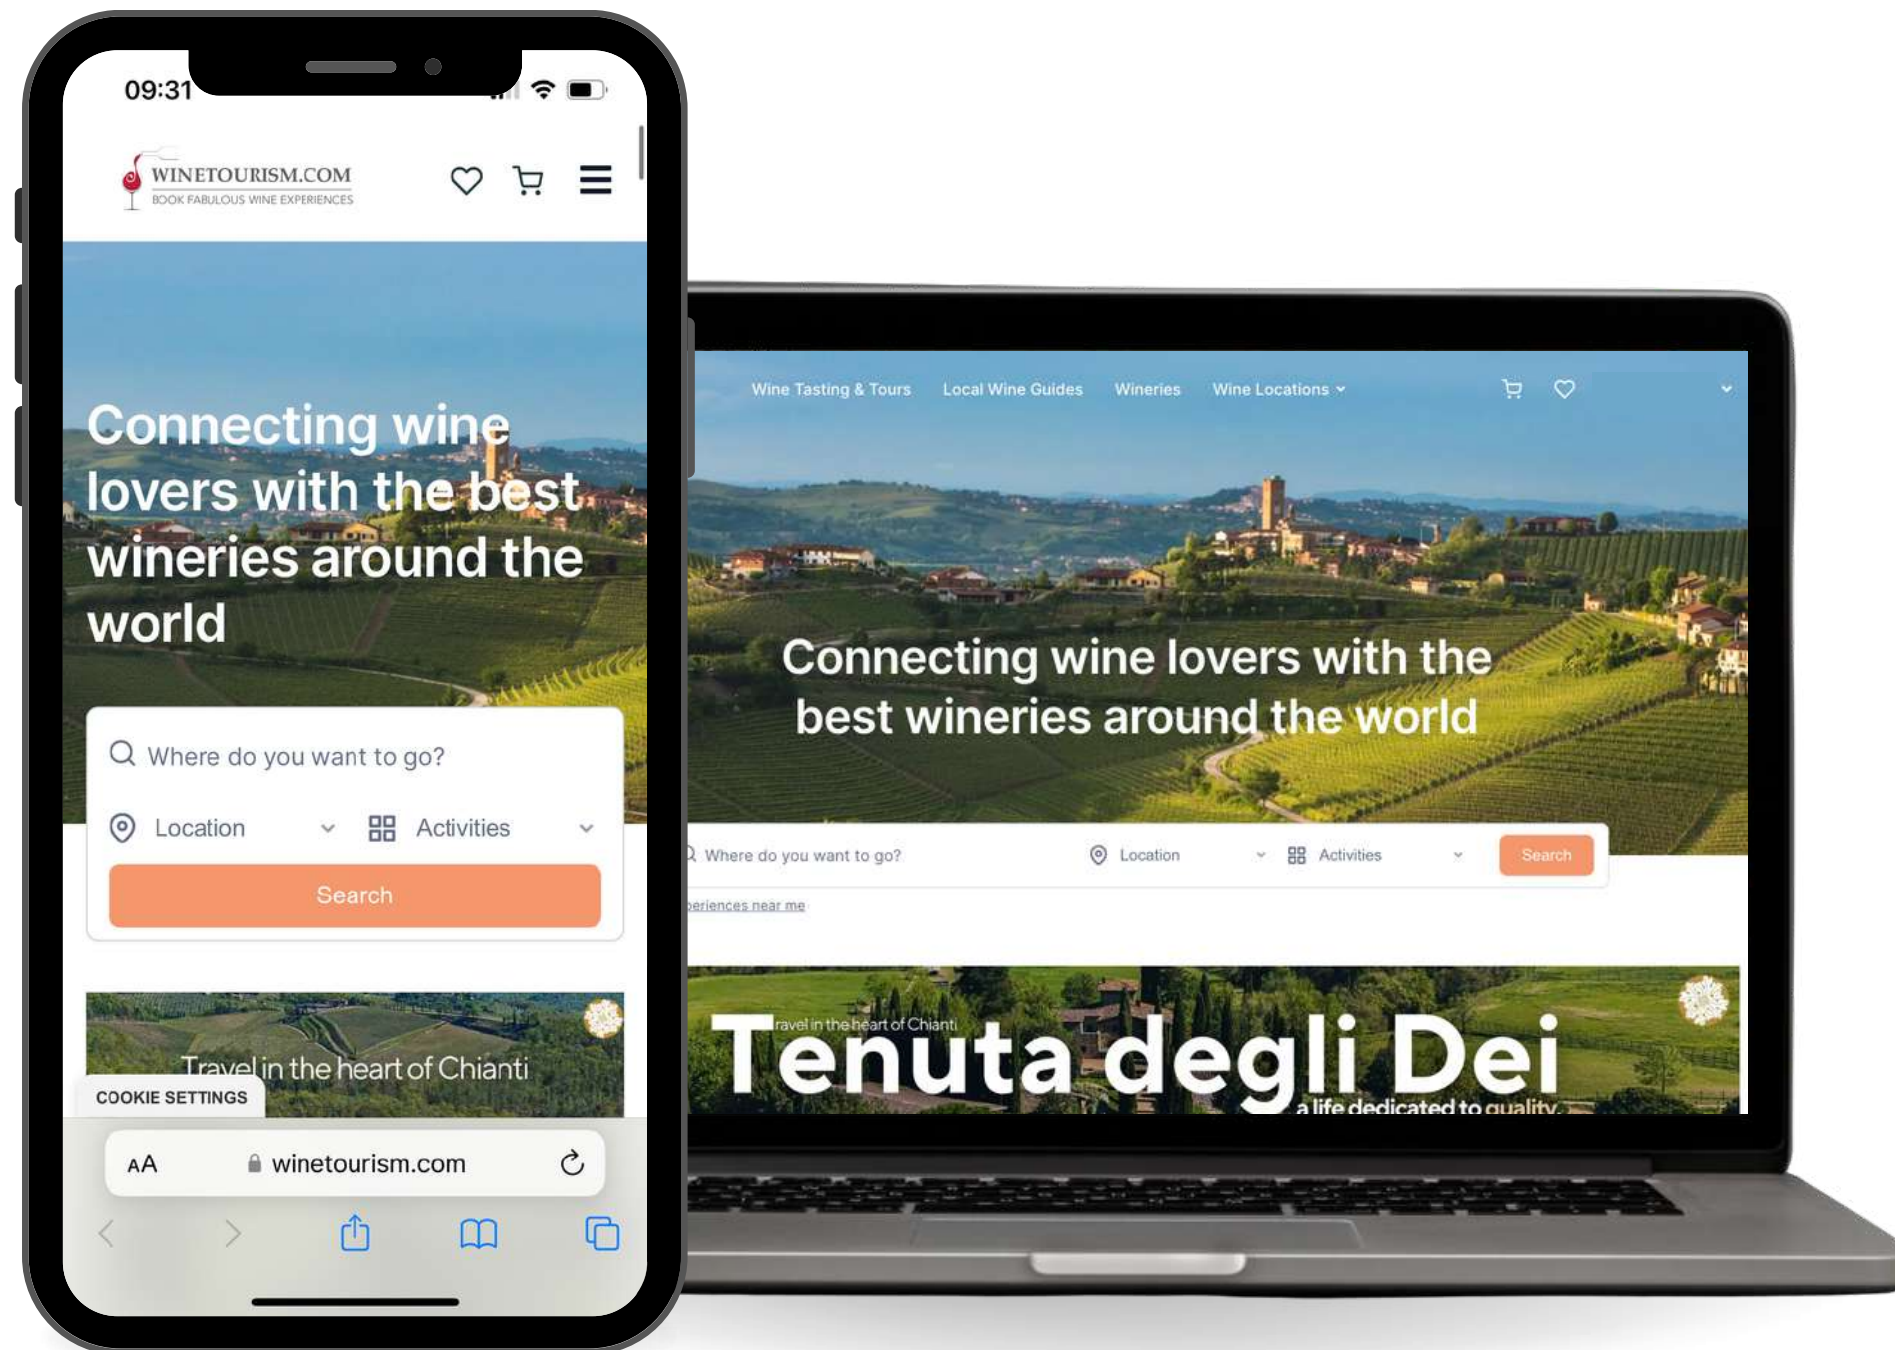 09:31
WINETOURISM.COM
BOOK FABULOUS WINE EXPERIENCES
Connecting wine
lovers with the best
wineries around the
world
Where do you want to go?
Location
Activities
Search
Travel in the heart of Chianti
COOKIE SETTINGS
AA
winetourism.com
Wine Tasting & Tours
Local Wine Guides
Wineries
Wine Locations
Connecting wine lovers with the
best wineries around the world
Where do you want to go?
Location
Activities
Search
periences near me
ravel in the heart of Chianti
Tenuta degli Dei
a life dedicated to quality.